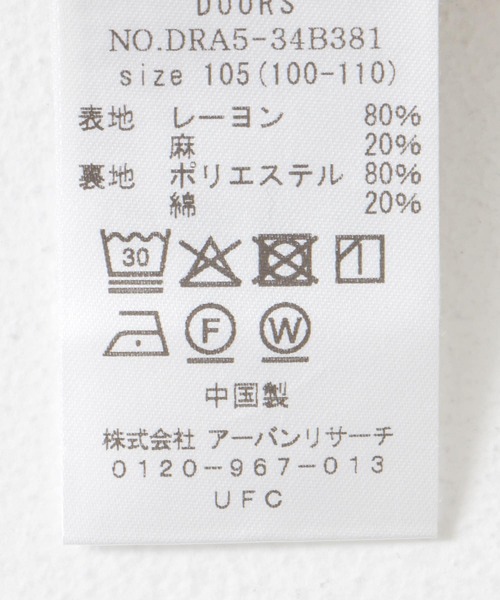 DOORS
NO.DRA5-34B381
size 105(100-110)
表地 レーヨン 80%
麻 20%
裏地 ポリエステル 80%
綿 20%
30
F W
中国製
株式会社 アーバンリサーチ
0120-967-013
UFC